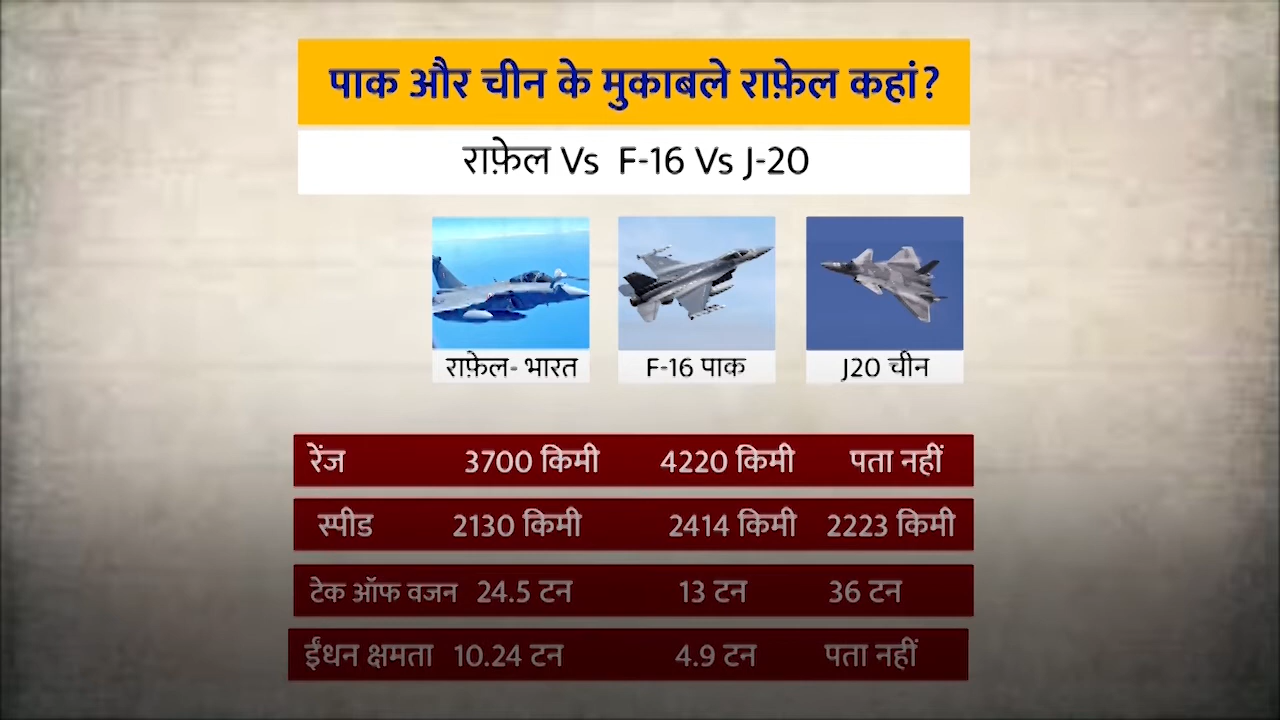 पाक और चीन के मुकाबले राफ़ेल कहां?
राफ़ेल Vs F-16 Vs J-20
राफ़ेल- भारत F-16 पाक J20 चीन
रेंज 3700 किमी 4220 किमी पता नहीं
स्पीड 2130 किमी 2414 किमी 2223 किमी
टेक ऑफ वजन 24.5 टन 13 टन 36 टन
ईंधन क्षमता 10.24 टन 4.9 टन पता नहीं